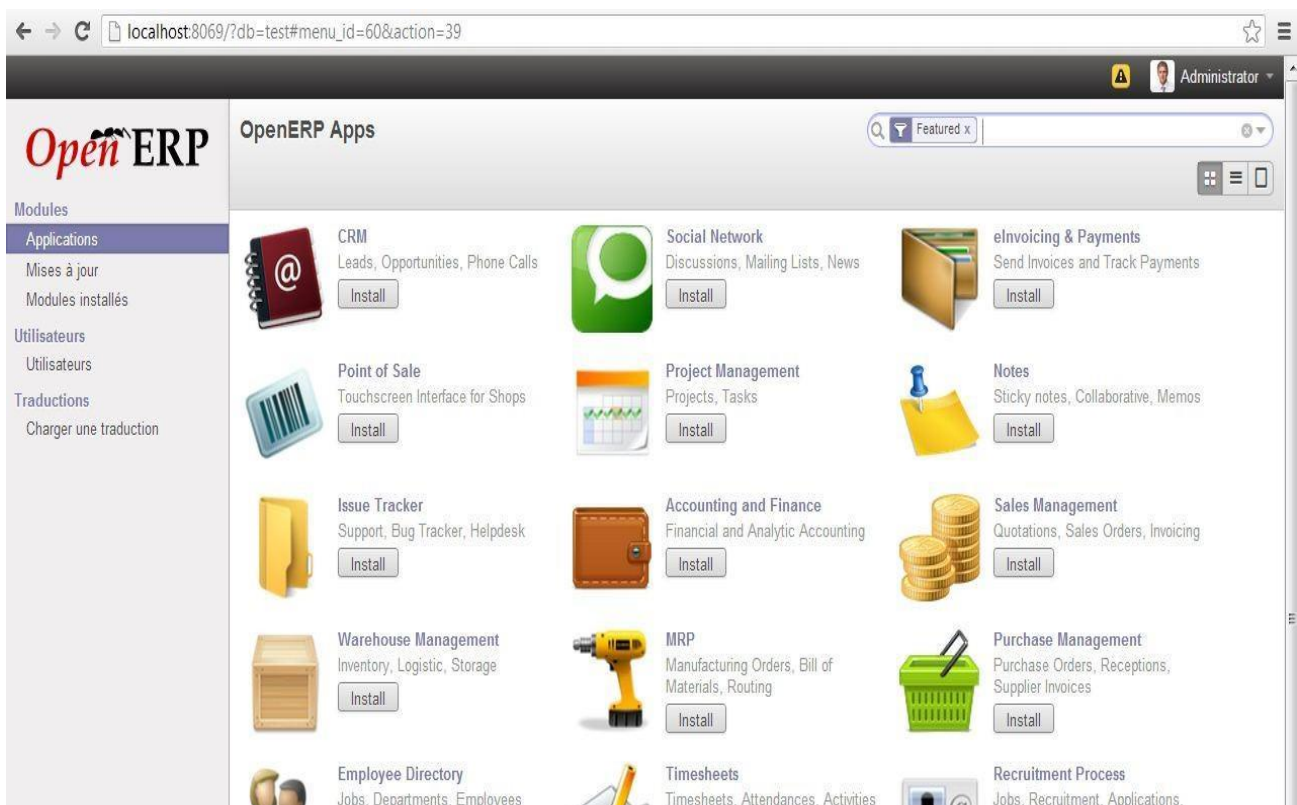 localhost:8069/?db=test#menu_id=60&action=39
Administrator
OpenERP
OpenERP Apps
Featured x
Modules
Applications
Mises à jour
Modules installés
Utilisateurs
Utilisateurs
Traductions
Charger une traduction
CRM
Leads, Opportunities, Phone Calls
Install
Social Network
Discussions, Mailing Lists, News
Install
eInvoicing & Payments
Send Invoices and Track Payments
Install
Point of Sale
Touchscreen Interface for Shops
Install
Project Management
Projects, Tasks
Install
Notes
Sticky notes, Collaborative, Memos
Install
Issue Tracker
Support, Bug Tracker, Helpdesk
Install
Accounting and Finance
Financial and Analytic Accounting
Install
Sales Management
Quotations, Sales Orders, Invoicing
Install
Warehouse Management
Inventory, Logistic, Storage
Install
MRP
Manufacturing Orders, Bill of
Materials, Routing
Install
Purchase Management
Purchase Orders, Receptions,
Supplier Invoices
Install
Employee Directory
Jobs, Departments, Employees
Timesheets
Timesheets, Attendances, Activities
Recruitment Process
Jobs, Recruitment, Applications